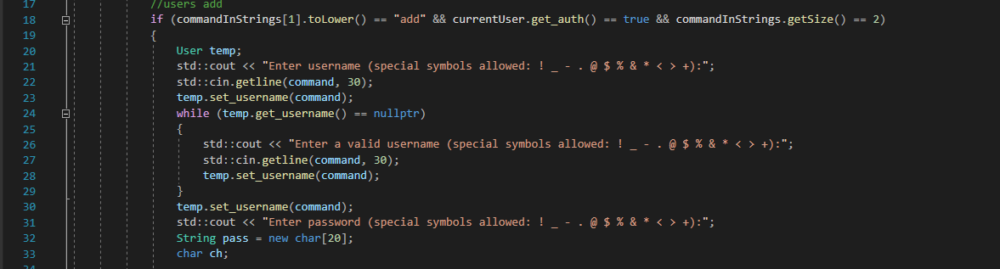 17 //users add
18 if (commandInStrings[1].toLower() == "add" && currentUser.get_auth() == true && commandInStrings.getSize() == 2)
19 {
20 User temp;
21 std::cout << "Enter username (special symbols allowed: ! _ - . @ $ % & * < > +):";
22 std::cin.getline(command, 30);
23 temp.set_username(command);
24 while (temp.get_username() == nullptr)
25 {
26 std::cout << "Enter a valid username (special symbols allowed: ! _ - . @ $ % & * < > +):";
27 std::cin.getline(command, 30);
28 temp.set_username(command);
29 }
30 temp.set_username(command);
31 std::cout << "Enter password (special symbols allowed: ! _ - . @ $ % & * < > +):";
32 String pass = new char[20];
33 char ch;